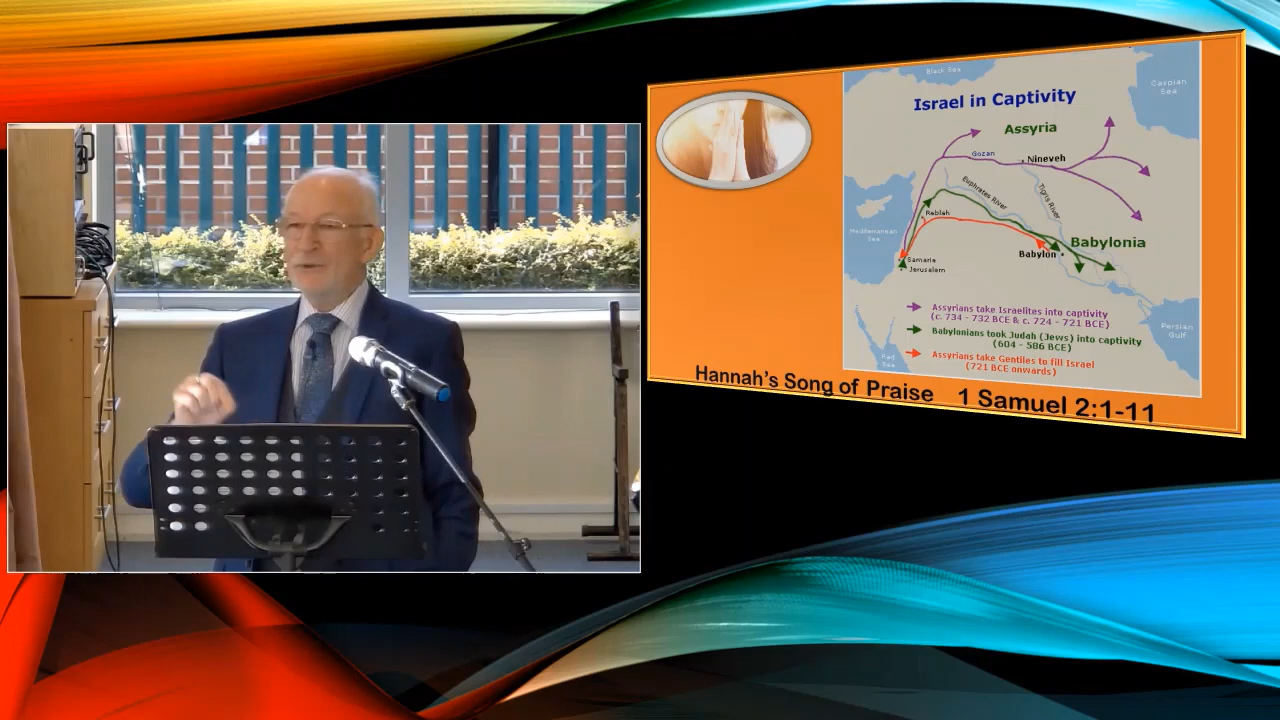 Black Sea
Caspian
Sea
Israel in Captivity
Assyria
Gozan
Nineveh
Euphrates River
Tigris River
Mediterranean
Sea
Reblah
Babylonia
Babylon
Samaria
Jerusalem
Assyrians take Israelites into captivity
(c. 734 - 732 BCE & c. 724 - 721 BCE)
Babylonians took Judah (Jews) into captivity
(604 - 586 BCE)
Assyrians take Gentiles to fill Israel
(721 BCE onwards)
Persian
Gulf
Red
Sea
Hannah's Song of Praise 1 Samuel 2:1-11